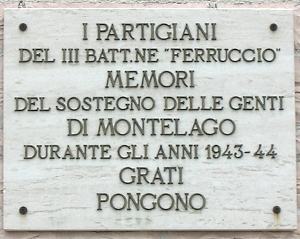 I PARTIGIANI
DEL III BATT.NE "FERRUCCIO"
MEMORI
DEL SOSTEGNO DELLE GENTI
DI MONTELAGO
DURANTE GLI ANNI 1943-44
GRATI
PONGONO